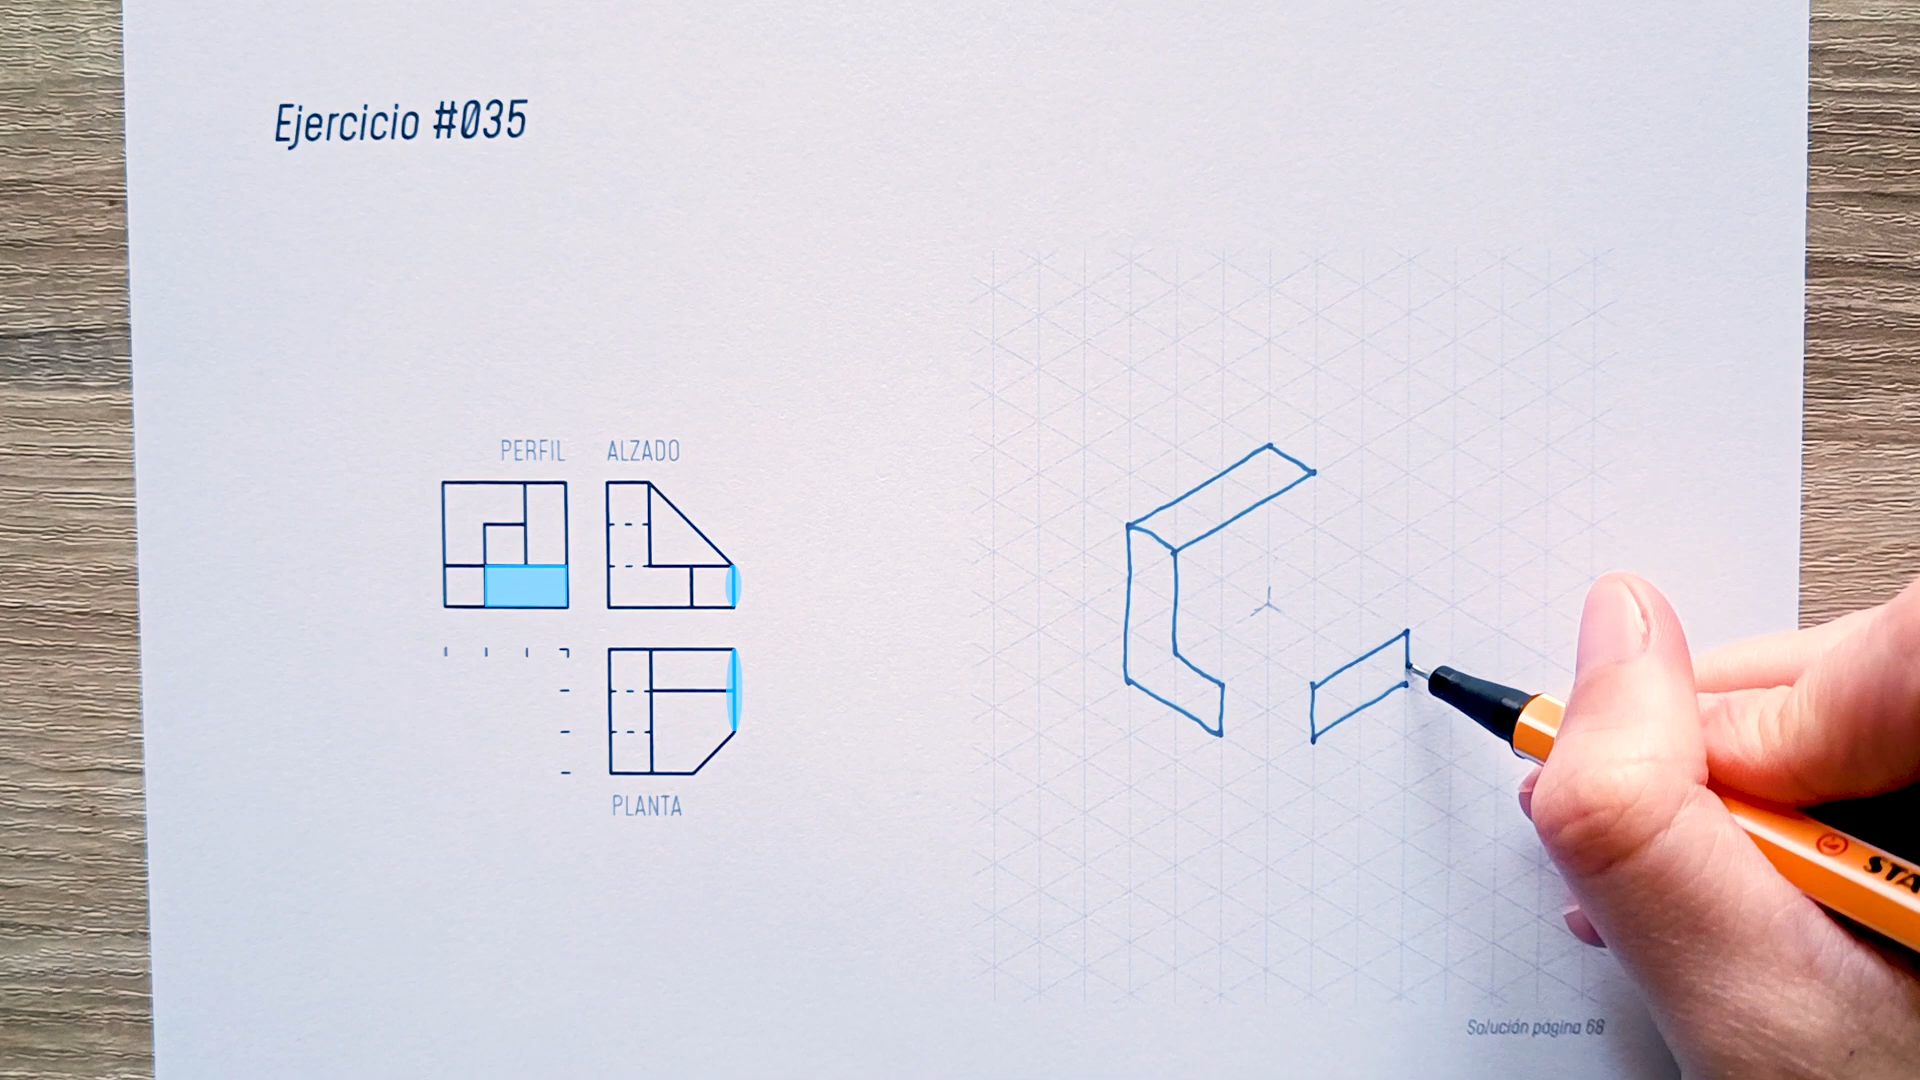 Ejercicio #035
PERFIL ALZADO
PLANTA
STA
Solución página 68